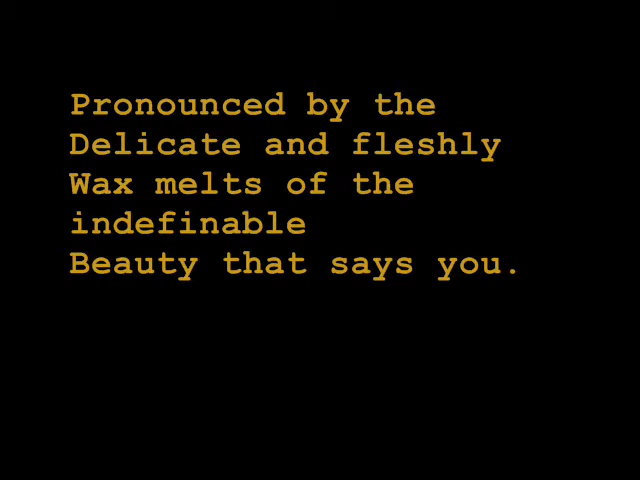 Pronounced by the
Delicate and fleshly
Wax melts of the
indefinable
Beauty that says you.